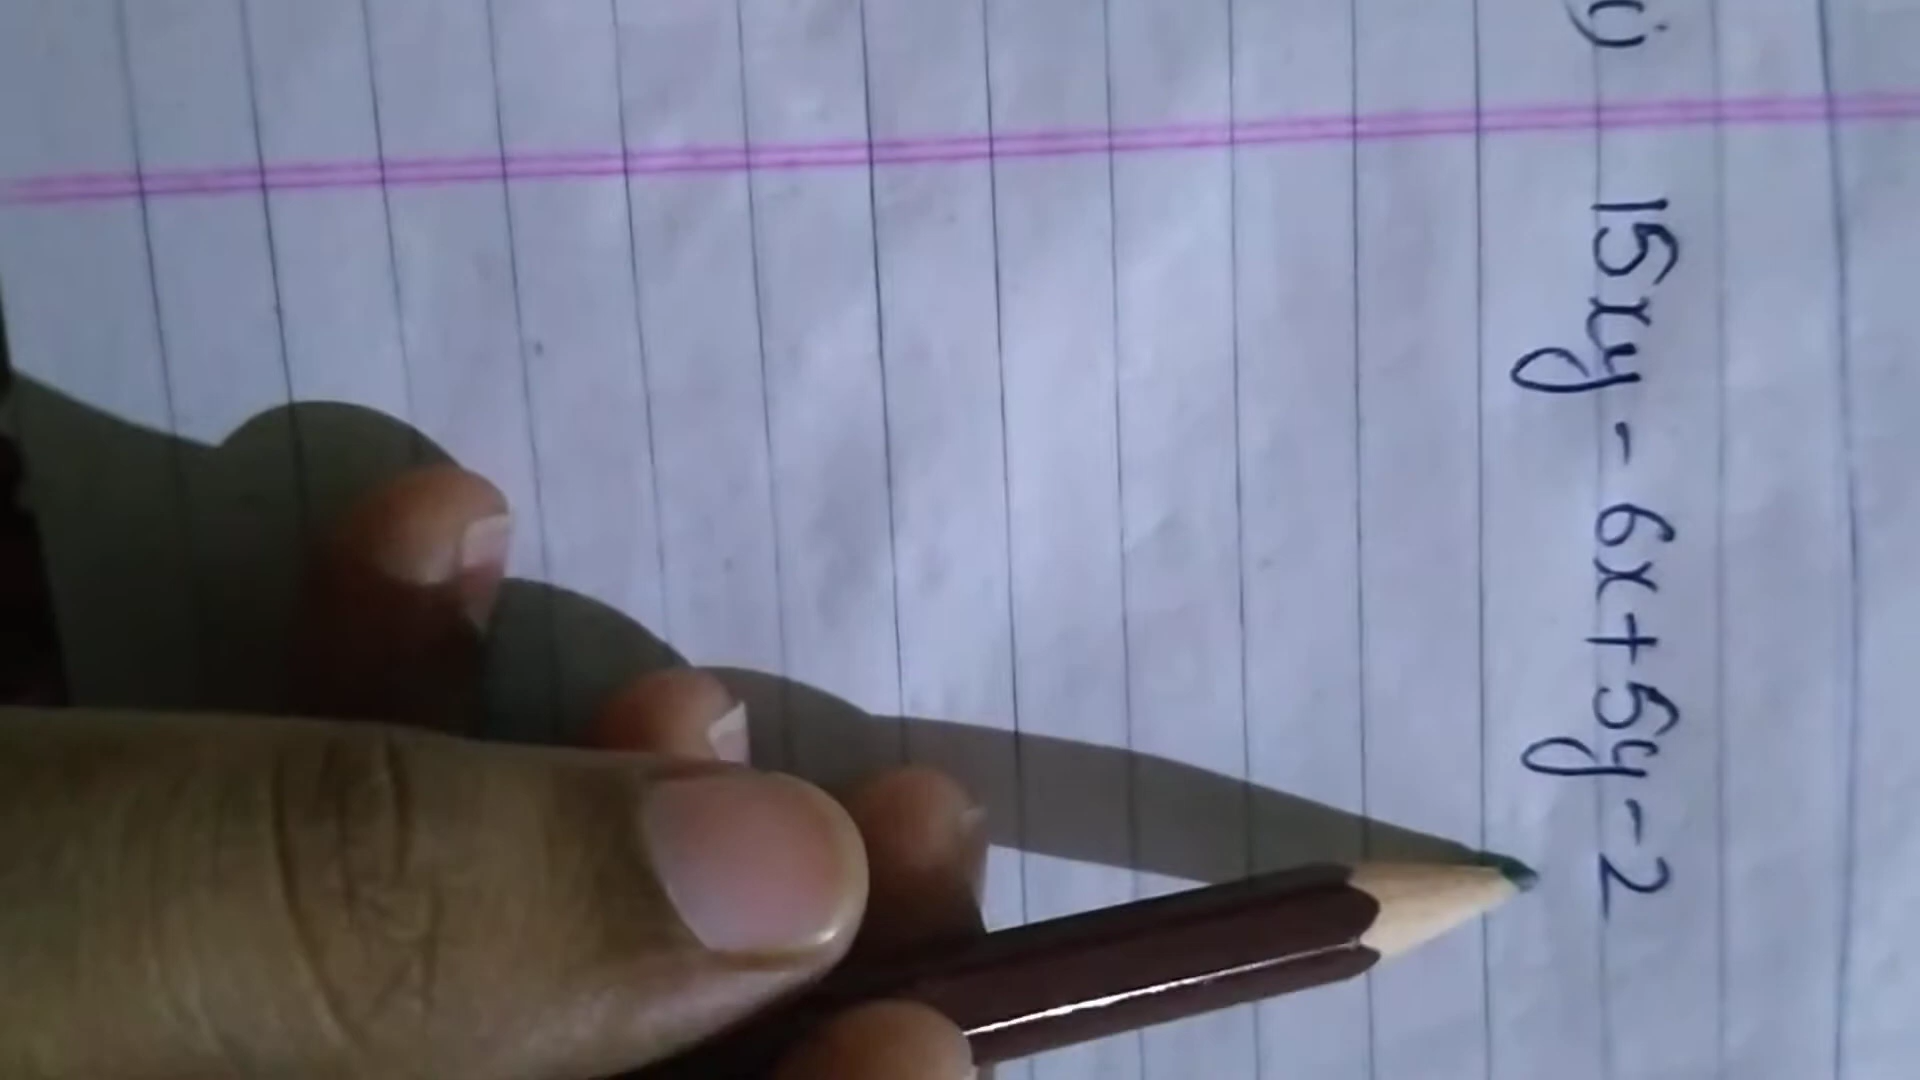 i) 15xy - 6x + 5y - 2